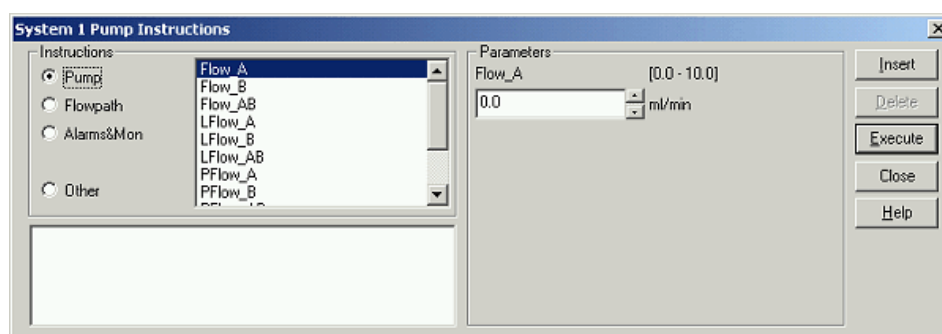 System 1 Pump Instructions
Instructions
Pump
Flowpath
Alarms&Mon
Other
Flow_A
Flow_B
Flow_AB
LFlow_A
LFlow_B
LFlow_AB
PFlow_A
PFlow_B
Parameters
Flow_A [0.0 - 10.0]
0.0 ml/min
Insert
Delete
Execute
Close
Help